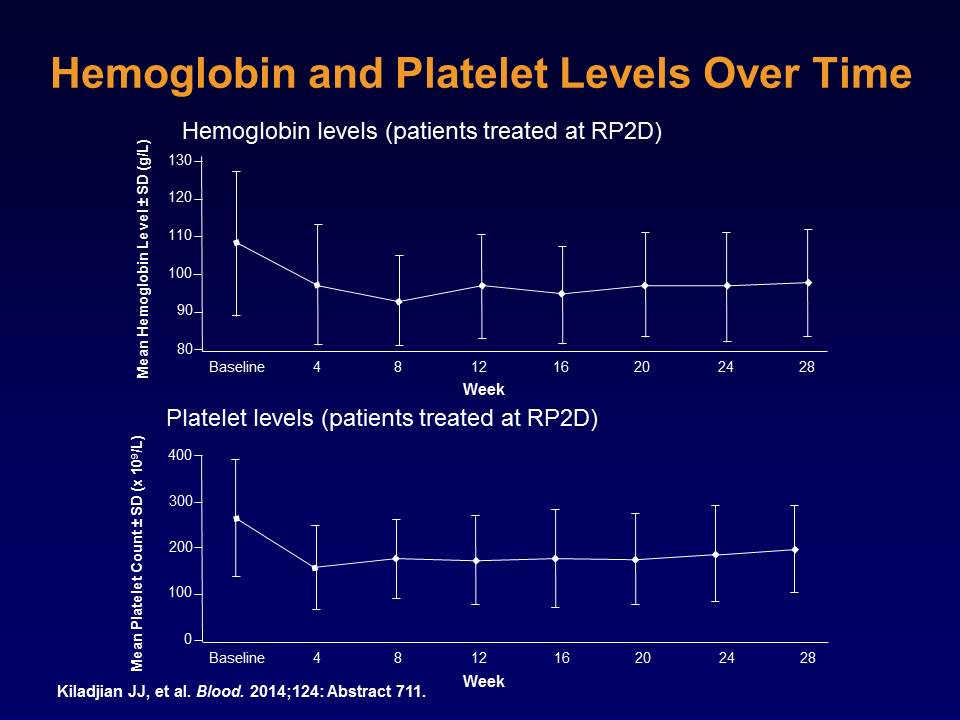 Hemoglobin and Platelet Levels Over Time
Hemoglobin levels (patients treated at RP2D)
Mean Hemoglobin Level ± SD (g/L)
130
120
110
100
90
80
Baseline 4 8 12 16 20 24 28
Week
Platelet levels (patients treated at RP2D)
Mean Platelet Count ± SD (x 10⁹/L)
400
300
200
100
0
Baseline 4 8 12 16 20 24 28
Week
Kiladjian JJ, et al. Blood. 2014;124: Abstract 711.